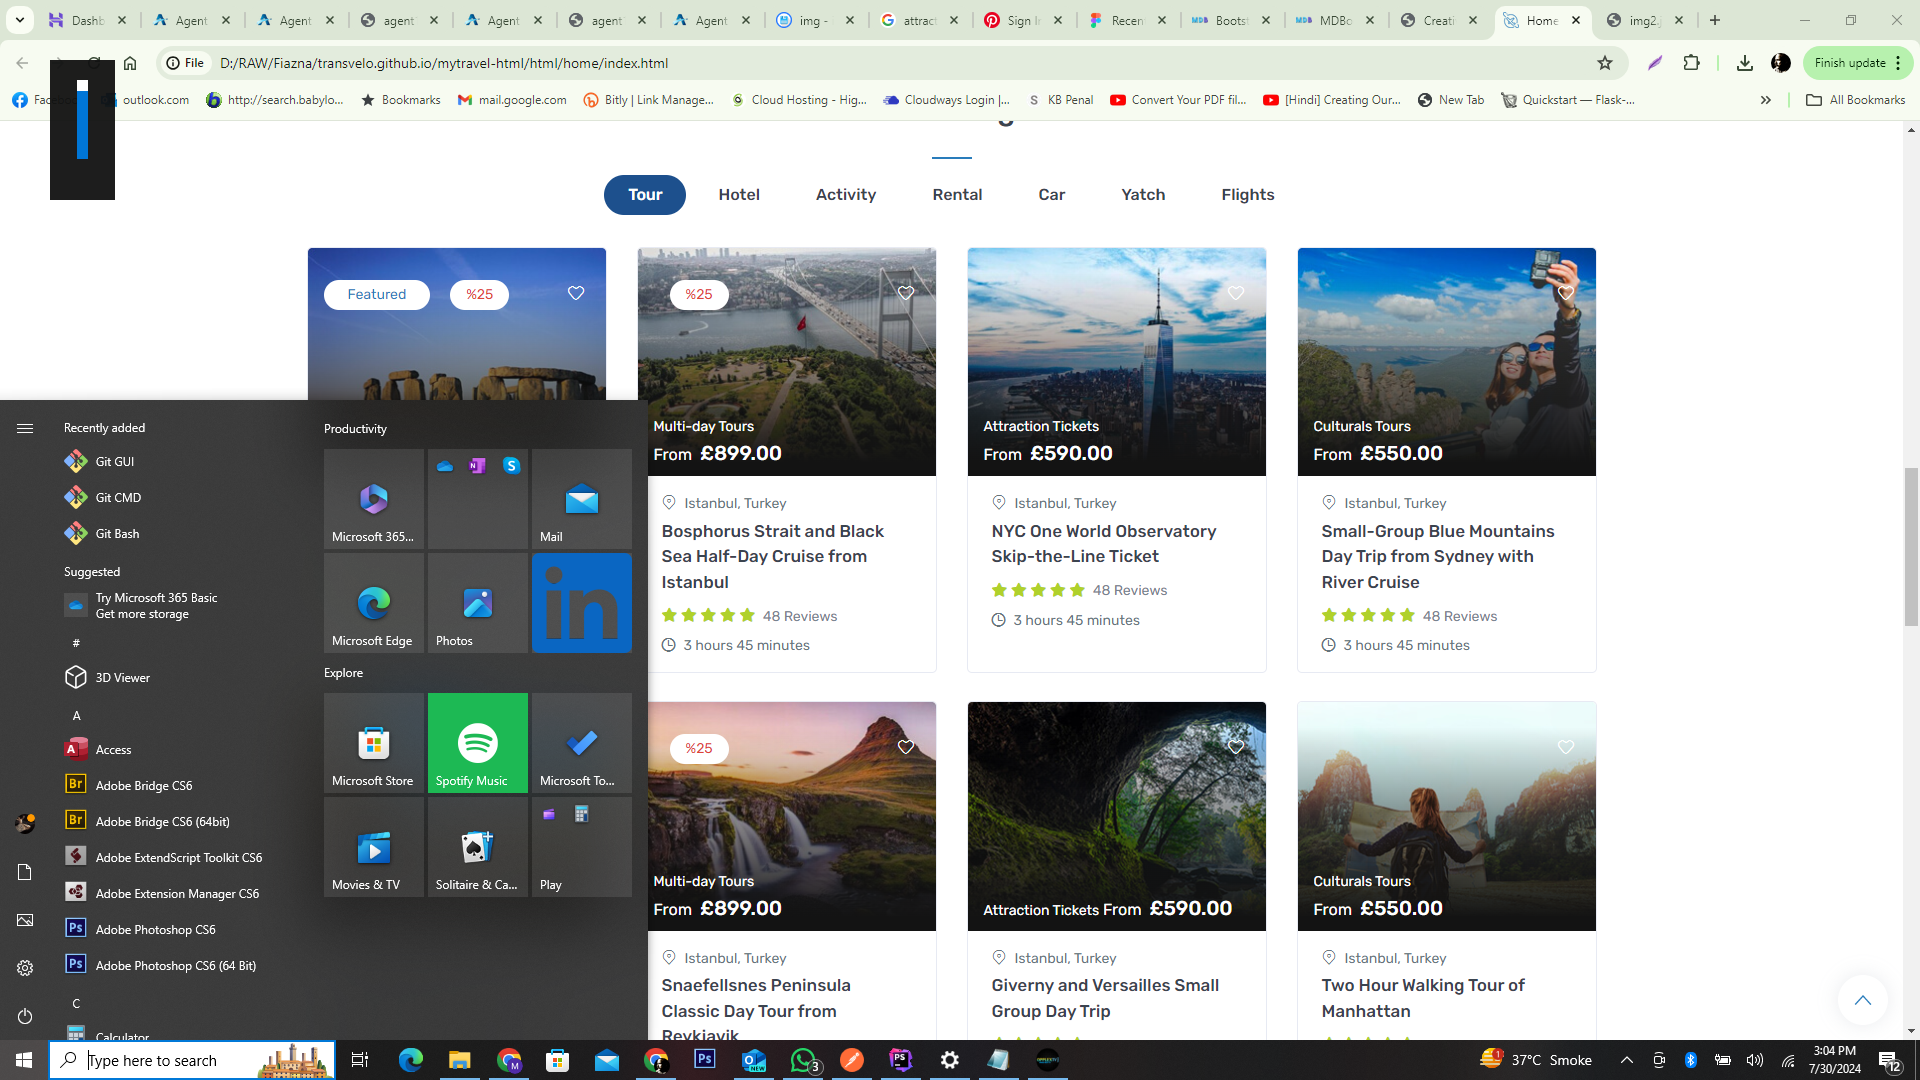 Dashb
Agent
Agent
agent
Agent
agent
Agent
img -
attrac
Sign In
Recen
Bootst
MDBo
Creati
Home
img2.j
File
D:/RAW/Fiazna/transvelo.github.io/mytravel-html/html/home/index.html
Finish update
outlook.com
http://search.babylo...
Bookmarks
mail.google.com
Bitly | Link Manage...
Cloud Hosting - Hig...
Cloudways Login |...
KB Penal
Convert Your PDF fil...
[Hindi] Creating Our...
New Tab
Quickstart — Flask-...
All Bookmarks
Tour
Hotel
Activity
Rental
Car
Yatch
Flights
Featured
%25
%25
Multi-day Tours
From £899.00
Attraction Tickets
From £590.00
Culturals Tours
From £550.00
Istanbul, Turkey
Bosphorus Strait and Black
Sea Half-Day Cruise from
Istanbul
48 Reviews
3 hours 45 minutes
Istanbul, Turkey
NYC One World Observatory
Skip-the-Line Ticket
48 Reviews
3 hours 45 minutes
Istanbul, Turkey
Small-Group Blue Mountains
Day Trip from Sydney with
River Cruise
48 Reviews
3 hours 45 minutes
%25
Multi-day Tours
From £899.00
Attraction Tickets From £590.00
Culturals Tours
From £550.00
Istanbul, Turkey
Snaefellsnes Peninsula
Classic Day Tour from
Reykjavik
Istanbul, Turkey
Giverny and Versailles Small
Group Day Trip
Istanbul, Turkey
Two Hour Walking Tour of
Manhattan
Recently added
Git GUI
Git CMD
Git Bash
Suggested
Try Microsoft 365 Basic
Get more storage
#
3D Viewer
A
Access
Adobe Bridge CS6
Adobe Bridge CS6 (64bit)
Adobe ExtendScript Toolkit CS6
Adobe Extension Manager CS6
Adobe Photoshop CS6
Adobe Photoshop CS6 (64 Bit)
C
Calculator
Productivity
Microsoft 365...
Mail
Microsoft Edge
Photos
in
Explore
Microsoft Store
Spotify Music
Microsoft To...
Movies & TV
Solitaire & Ca...
Play
Type here to search
37°C Smoke
3:04 PM
7/30/2024
12